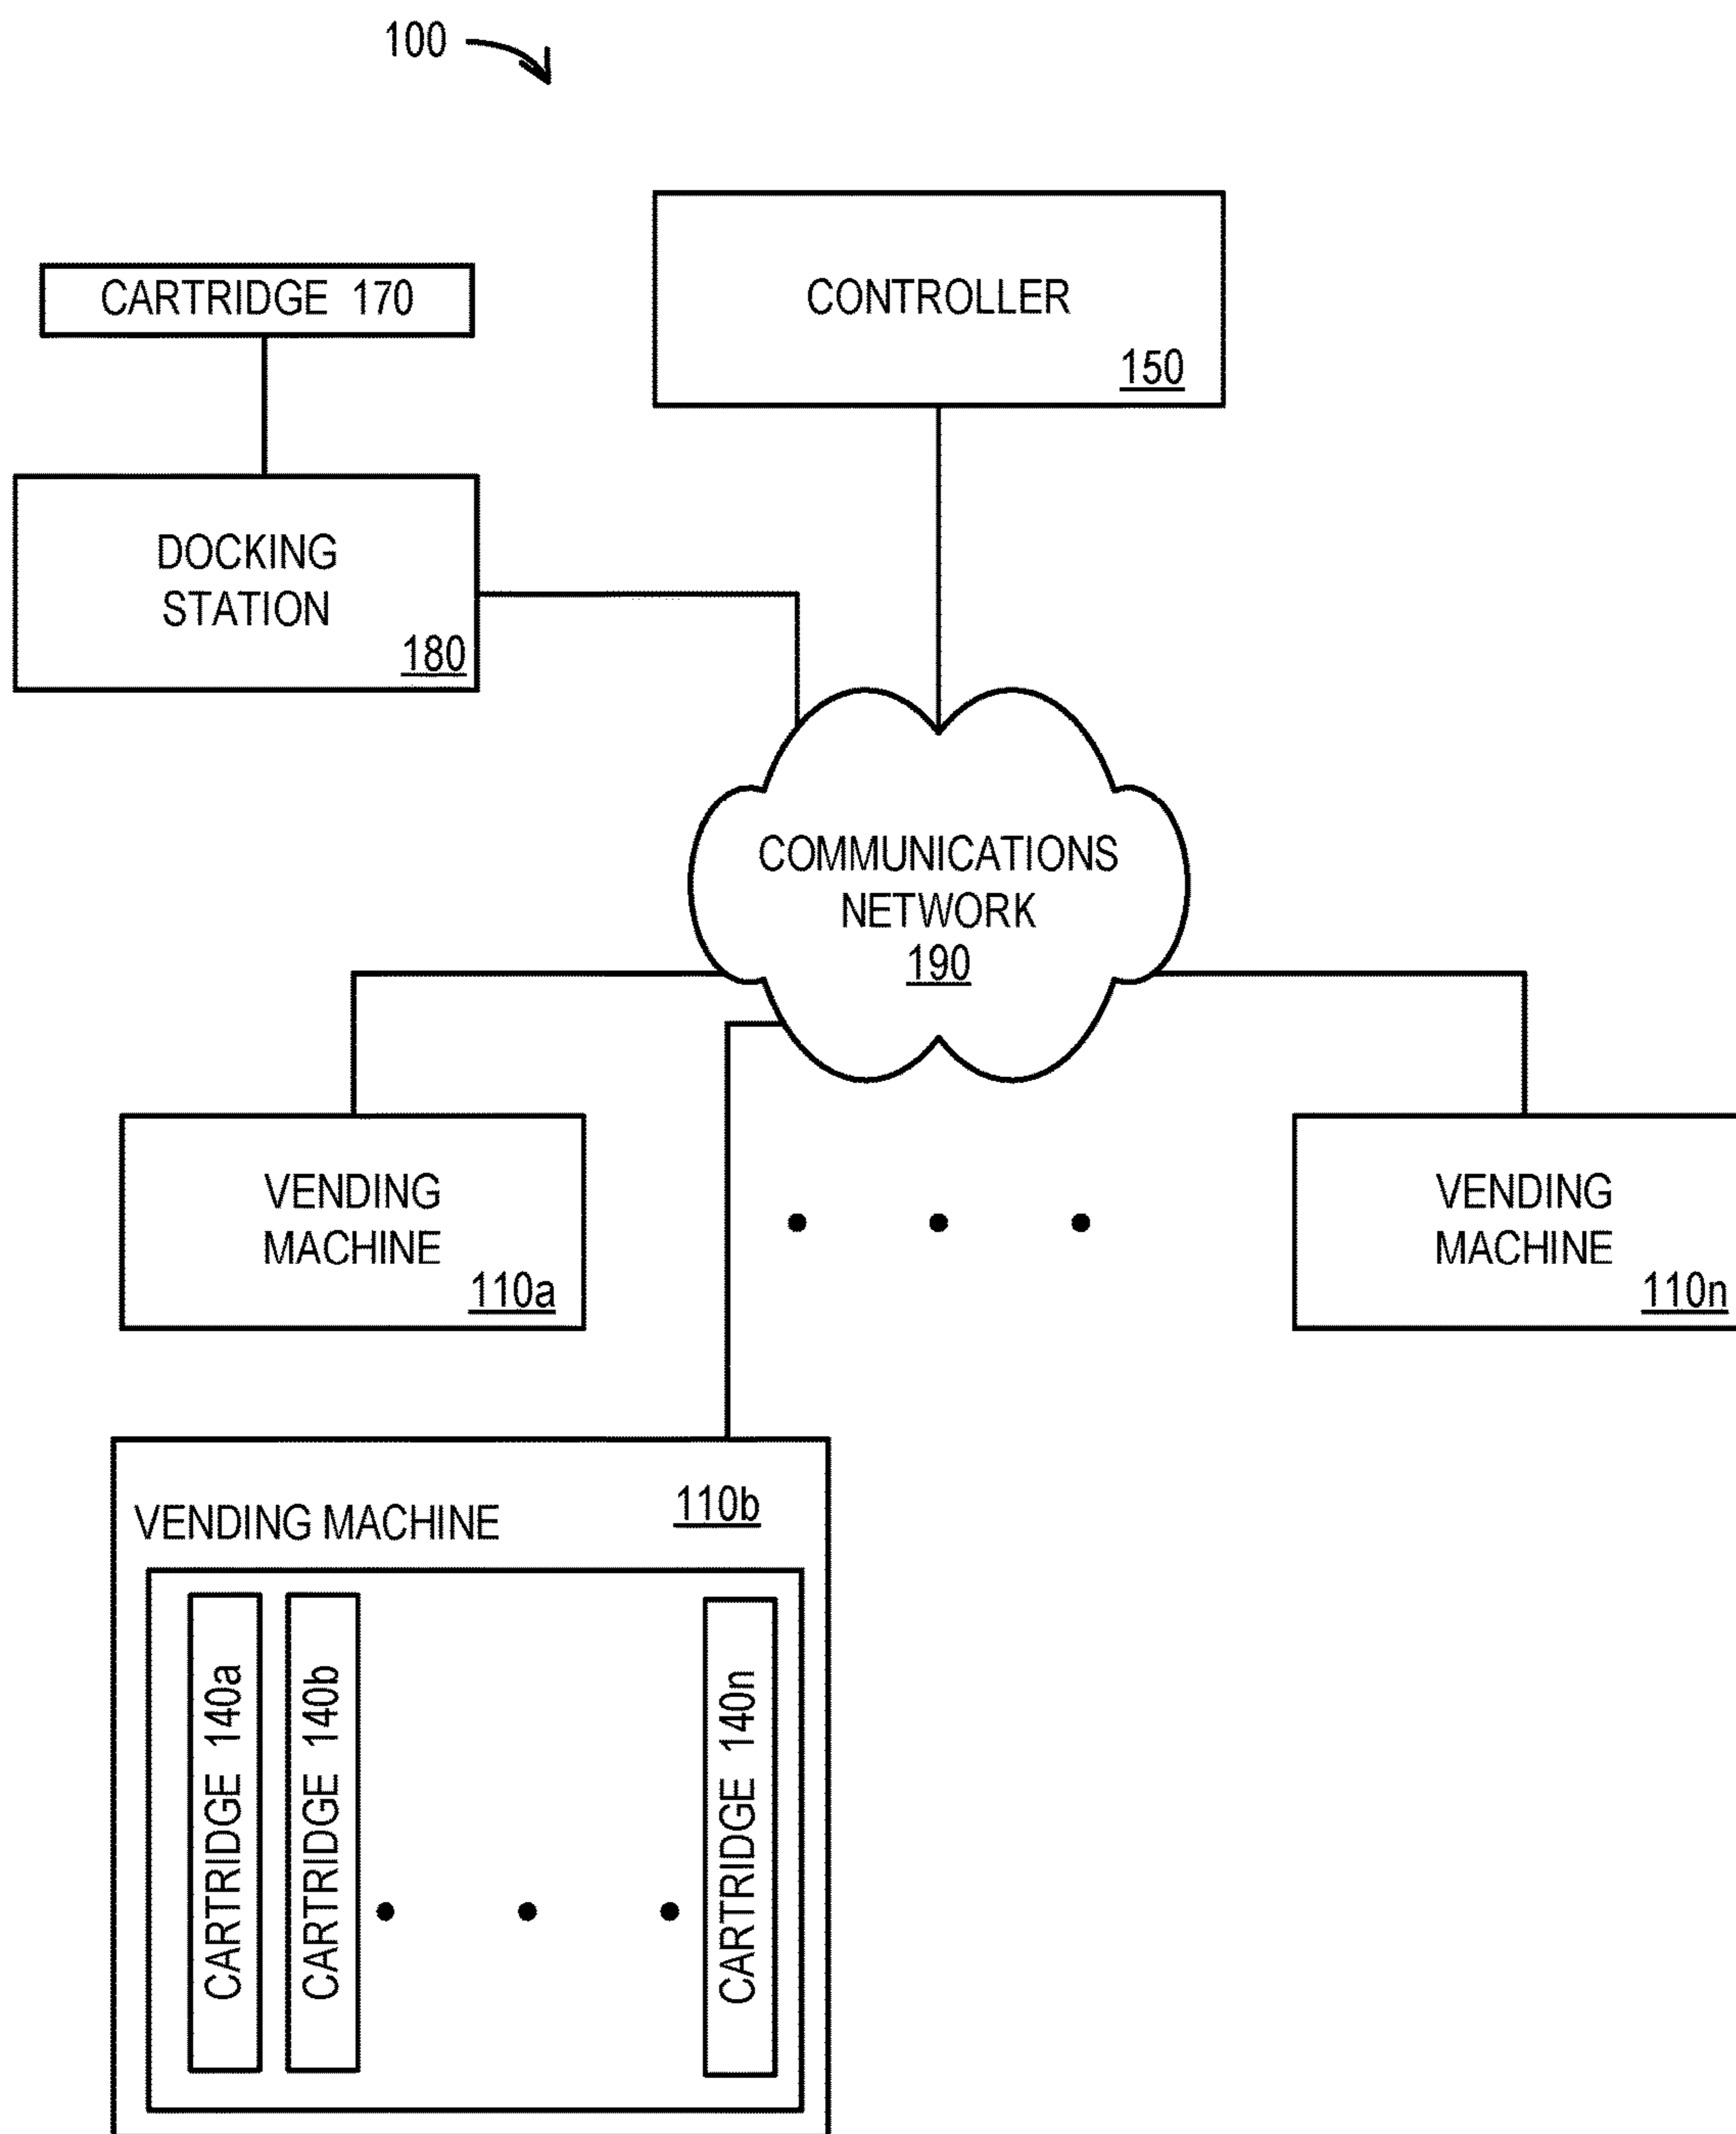 100
CARTRIDGE 170
CONTROLLER
150
DOCKING
STATION
180
COMMUNICATIONS
NETWORK
190
VENDING
MACHINE
110a
VENDING
MACHINE
110n
VENDING MACHINE
110b
CARTRIDGE 140a
CARTRIDGE 140b
CARTRIDGE 140n